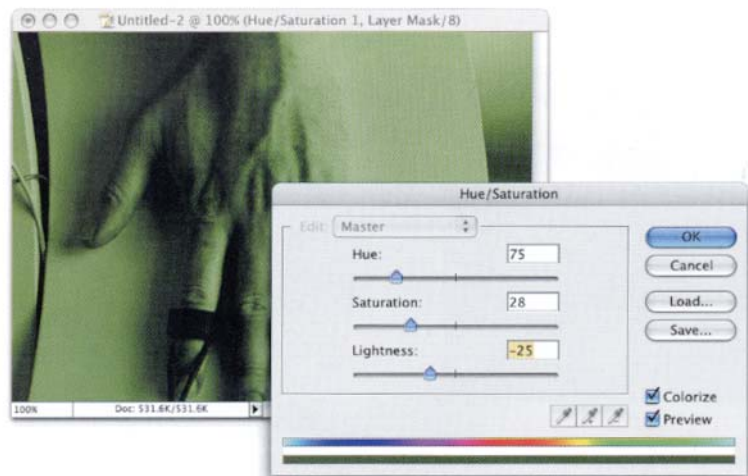 Untitled-2 @ 100% (Hue/Saturation 1, Layer Mask/8)
100%
Doc: 531.6K/531.6K
Hue/Saturation
Edit: Master
Hue: 75
Saturation: 28
Lightness: -25
OK
Cancel
Load...
Save...
Colorize
Preview